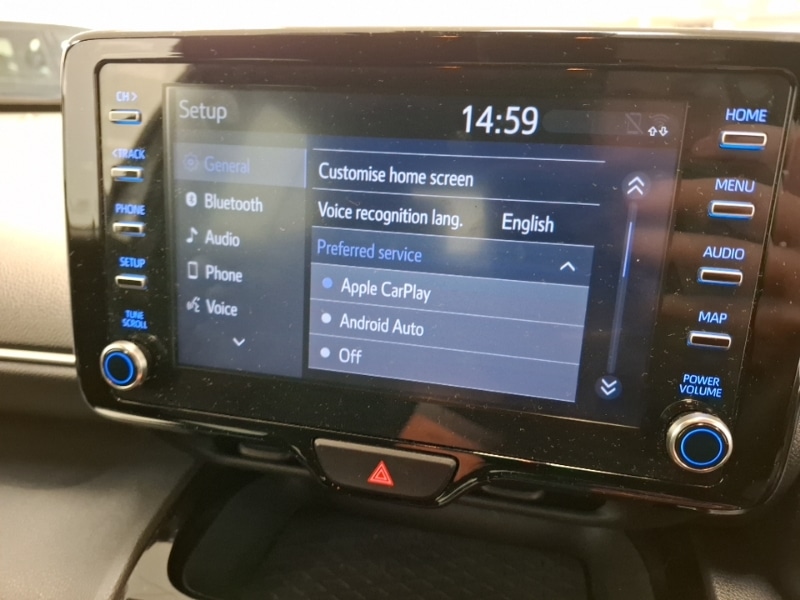 CH>
<TRACK
PHONE
SETUP
TUNE
SCROLL
Setup
14:59
General
Bluetooth
Audio
Phone
Voice
Customise home screen
Voice recognition lang. English
Preferred service
Apple CarPlay
Android Auto
Off
HOME
MENU
AUDIO
MAP
POWER
VOLUME